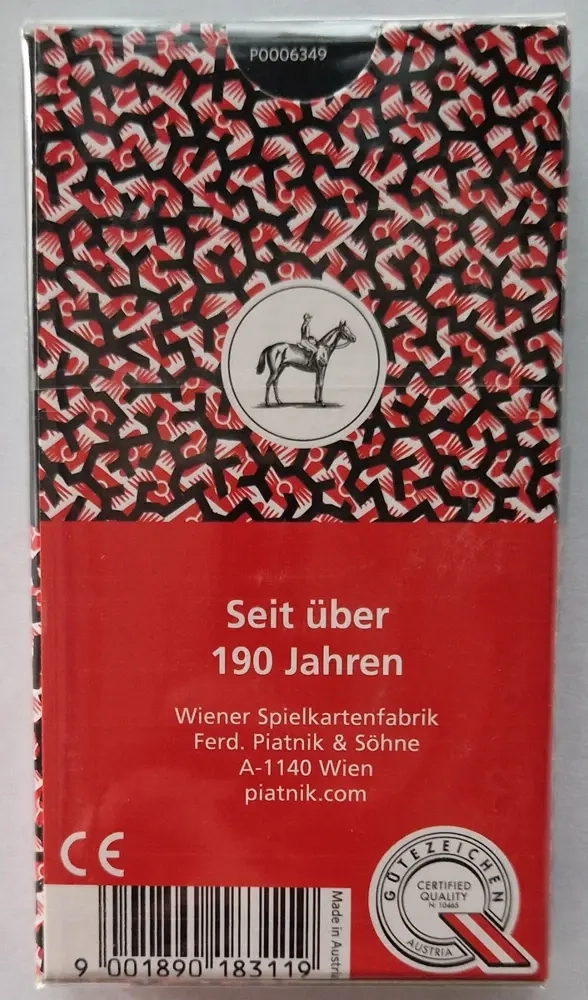 P0006349
Seit über
190 Jahren
Wiener Spielkartenfabrik
Ferd. Piatnik & Söhne
A-1140 Wien
piatnik.com
CE
GÜTEZEICHEN
CERTIFIED
QUALITY
N: 10465
AUSTRIA
Made in Austria
9 001890 183119